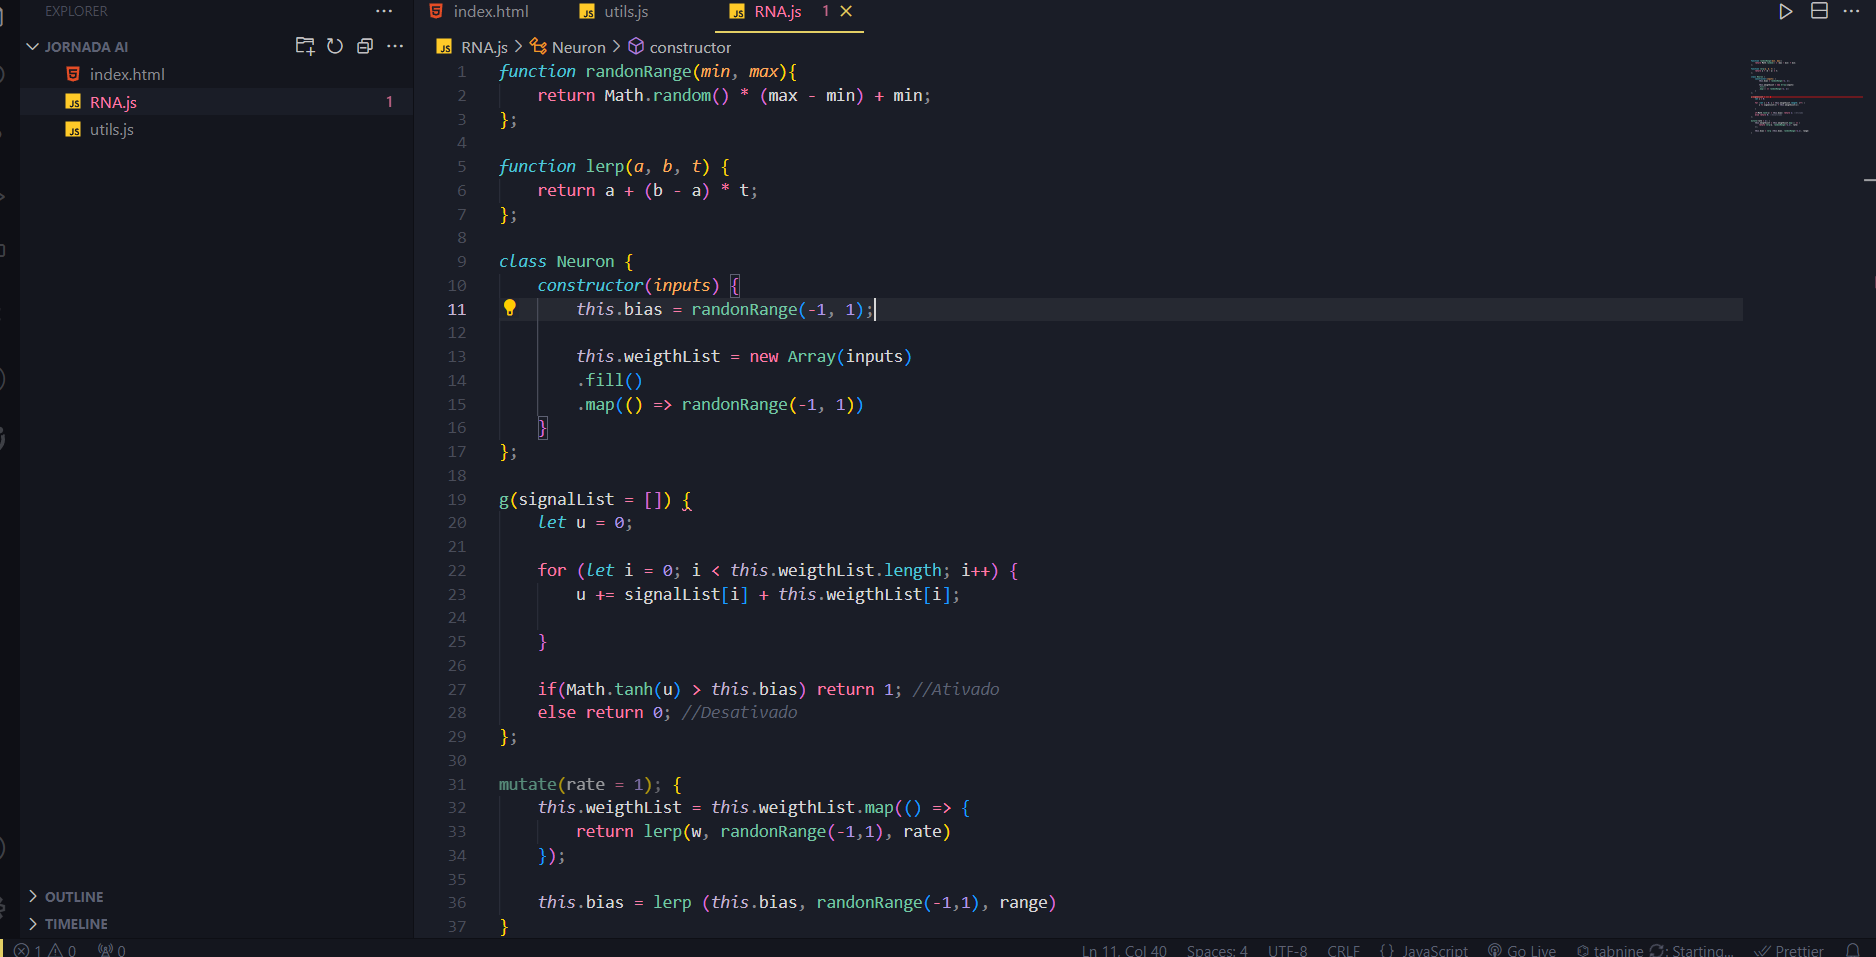 EXPLORER ···
JORNADA AI ···
index.html
RNA.js 1
utils.js
OUTLINE
TIMELINE
index.html utils.js RNA.js 1 ···
RNA.js > Neuron > constructor
1 function randonRange(min, max){
2 return Math.random() * (max - min) + min;
3 };
4
5 function lerp(a, b, t) {
6 return a + (b - a) * t;
7 };
8
9 class Neuron {
10 constructor(inputs) {
11 this.bias = randonRange(-1, 1);
12
13 this.weigthList = new Array(inputs)
14 .fill()
15 .map(() => randonRange(-1, 1))
16 }
17 };
18
19 g(signalList = []) {
20 let u = 0;
21
22 for (let i = 0; i < this.weigthList.length; i++) {
23 u += signalList[i] + this.weigthList[i];
24
25 }
26
27 if(Math.tanh(u) > this.bias) return 1; //Ativado
28 else return 0; //Desativado
29 };
30
31 mutate(rate = 1); {
32 this.weigthList = this.weigthList.map(() => {
33 return lerp(w, randonRange(-1,1), rate)
34 });
35
36 this.bias = lerp (this.bias, randonRange(-1,1), range)
37 }
1 0 0 Ln 11, Col 40 Spaces: 4 UTF-8 CRLF {} JavaScript Go Live tabnine : Starting... Prettier